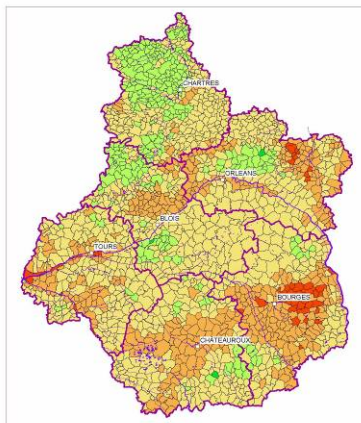 CHARTRES
ORLEANS
BLOIS
TOURS
BOURGES
CHATEAUROUX